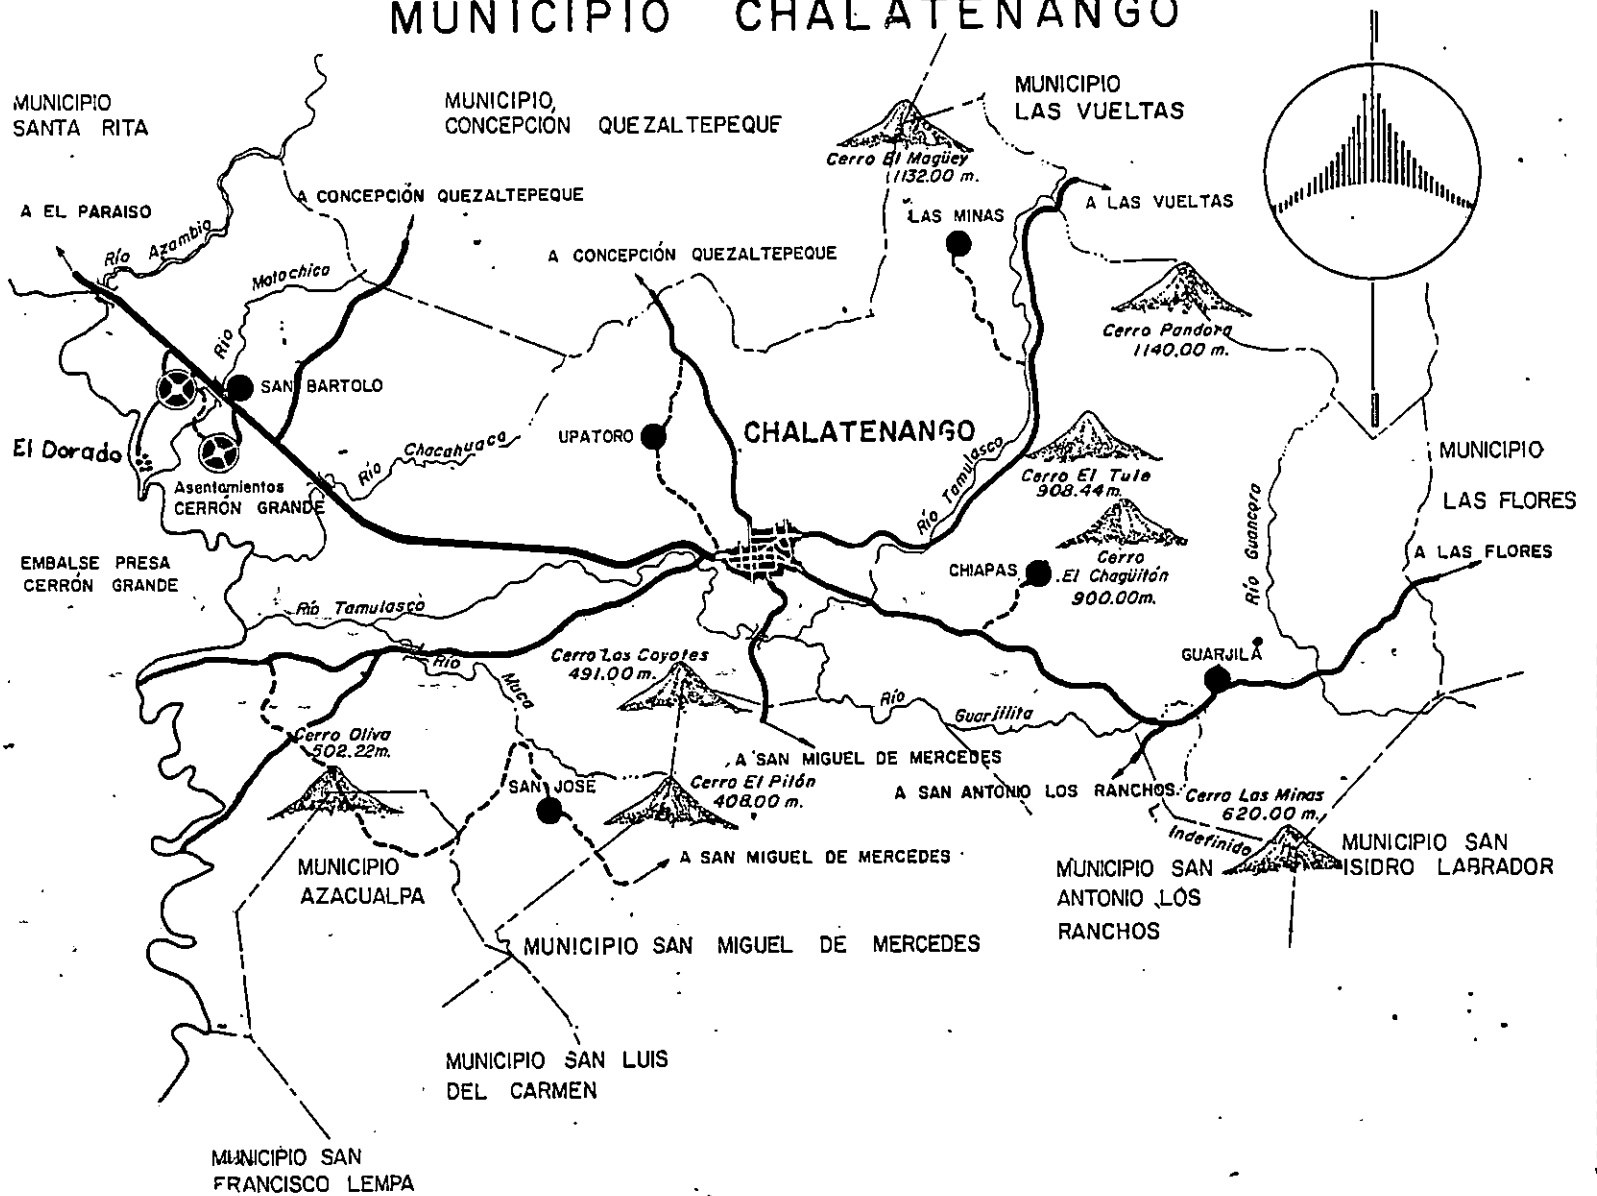 MUNICIPIO CHALATENANGO
MUNICIPIO
SANTA RITA
MUNICIPIO,
CONCEPCIÓN QUEZALTEPEQUE
MUNICIPIO
LAS VUELTAS
Cerro El Magüey
1132.00 m.
A EL PARAISO
A CONCEPCIÓN QUEZALTEPEQUE
A LAS VUELTAS
LAS MINAS
Río Azambio
A CONCEPCIÓN QUEZALTEPEQUE
Río Motochico
Cerro Pandora
1140.00 m.
SAN BARTOLO
El Dorado
UPATORO
CHALATENANGO
Río Chacahuaca
Asentamientos
CERRÓN GRANDE
Río Tamulasco
Cerro El Tule
908.44 m.
MUNICIPIO
LAS FLORES
Río Guancora
A LAS FLORES
EMBALSE PRESA
CERRÓN GRANDE
CHIAPAS
Cerro
El Chagüitón
900.00m.
Río Tamulasco
Río Muca
Cerro Los Coyotes
491.00 m.
GUARJILA
Río Guarjilita
Cerro Oliva
502.22m.
A SAN MIGUEL DE MERCEDES
SAN JOSÉ
Cerro El Pilón
408.00 m.
A SAN ANTONIO LOS RANCHOS
Cerro Las Minas
620.00 m.
Indefinido
A SAN MIGUEL DE MERCEDES
MUNICIPIO
AZACUALPA
MUNICIPIO SAN
ANTONIO LOS
RANCHOS
MUNICIPIO SAN
ISIDRO LABRADOR
MUNICIPIO SAN MIGUEL DE MERCEDES
MUNICIPIO SAN LUIS
DEL CARMEN
MUNICIPIO SAN
FRANCISCO LEMPA